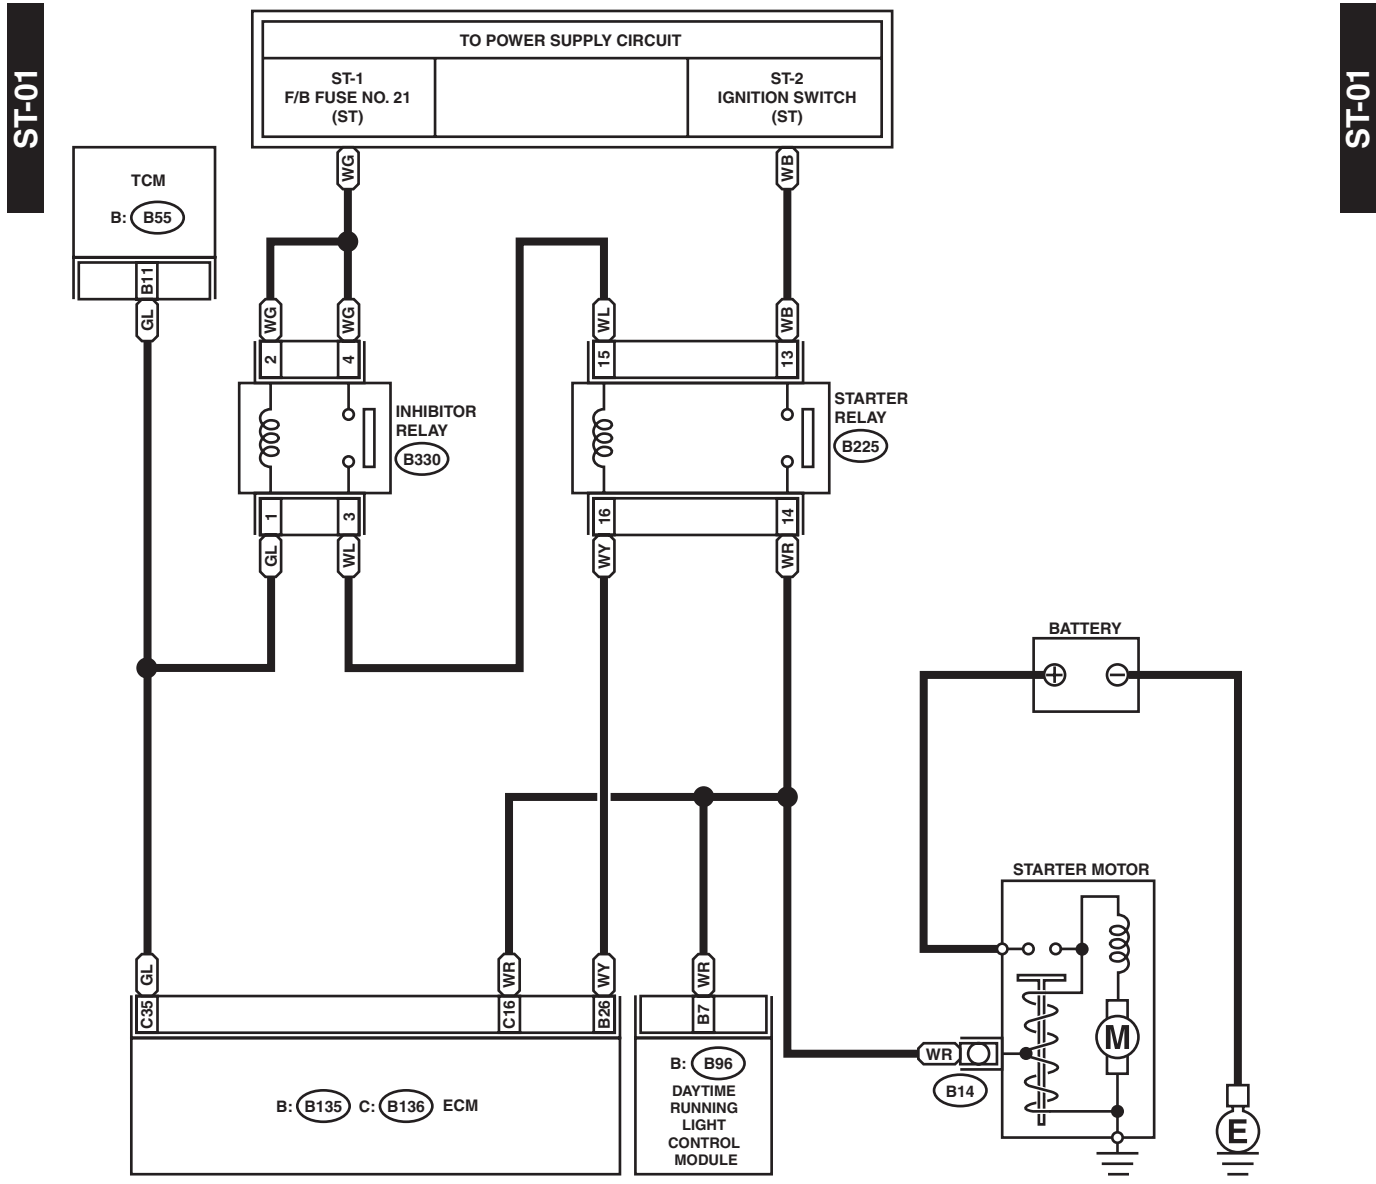 ST-01
ST-01
TO POWER SUPPLY CIRCUIT
ST-1
F/B FUSE NO. 21
(ST)
ST-2
IGNITION SWITCH
(ST)
WG
WB
TCM
B: B55
B11
GL
WG
WG
WL
WB
2
4
15
13
INHIBITOR
RELAY
B330
STARTER
RELAY
B225
1
3
16
14
GL
WL
WY
WR
BATTERY
+
−
STARTER MOTOR
M
WR
B14
E
GL
WR
WY
WR
C35
C16
B26
B7
B: B135 C: B136 ECM
B: B96
DAYTIME
RUNNING
LIGHT
CONTROL
MODULE